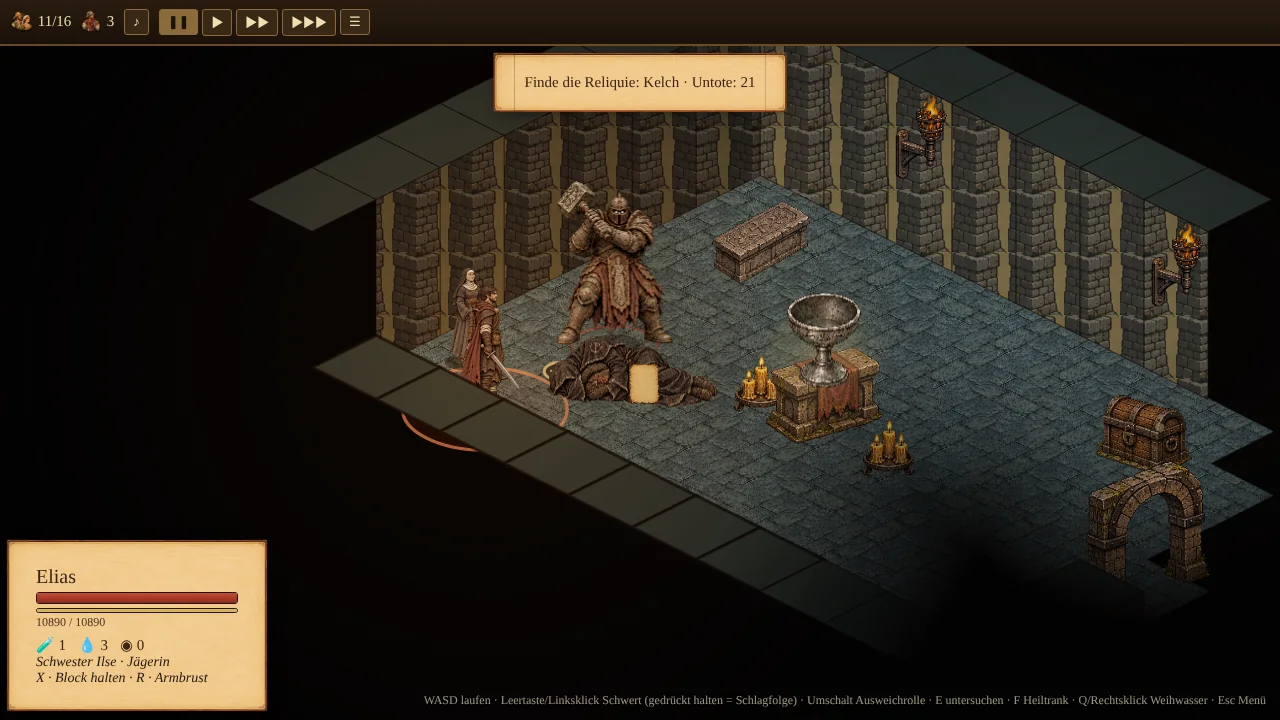 11/16 3
Finde die Reliquie: Kelch · Untote: 21
Elias
10890 / 10890
1 3 0
Schwester Ilse · Jägerin
X · Block halten · R · Armbrust
WASD laufen · Leertaste/Linksklick Schwert (gedrückt halten = Schlagfolge) · Umschalt Ausweichrolle · E untersuchen · F Heiltrank · Q/Rechtsklick Weihwasser · Esc Menü